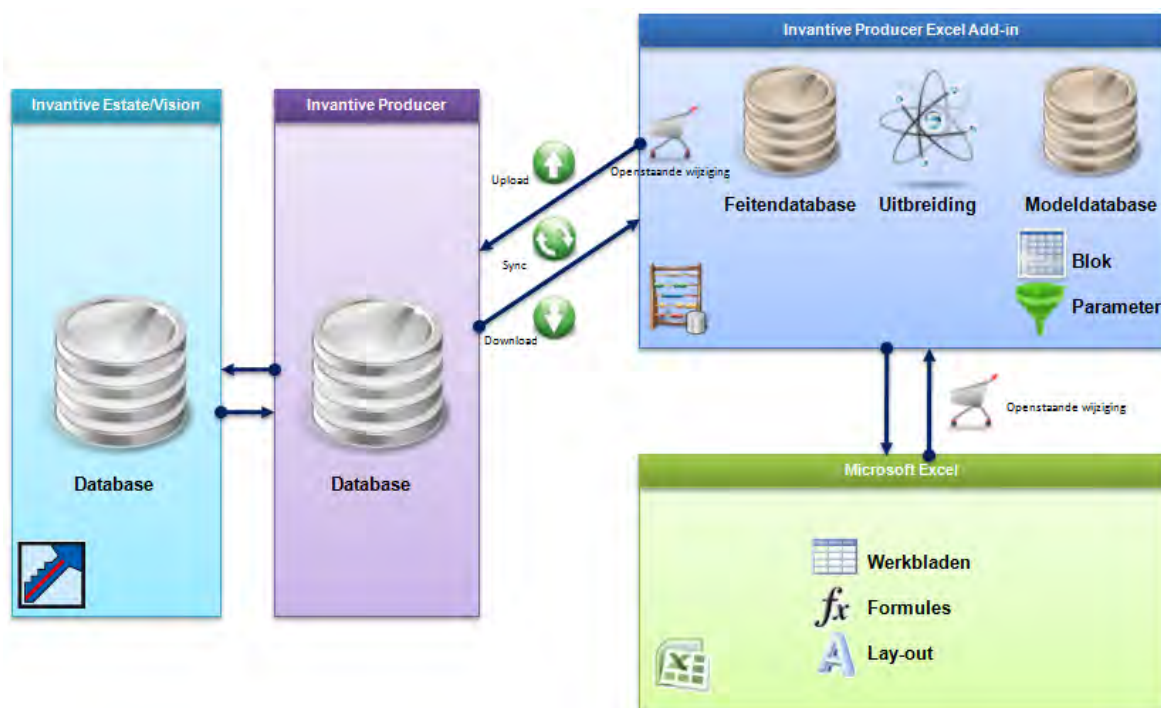 Invantive Estate/Vision
Database
Invantive Producer
Database
Upload
Sync
Download
Invantive Producer Excel Add-in
Openstaande wijziging
Feitendatabase
Uitbreiding
Modeldatabase
Blok
Parameter
Openstaande wijziging
Microsoft Excel
Werkbladen
fx Formules
A Lay-out